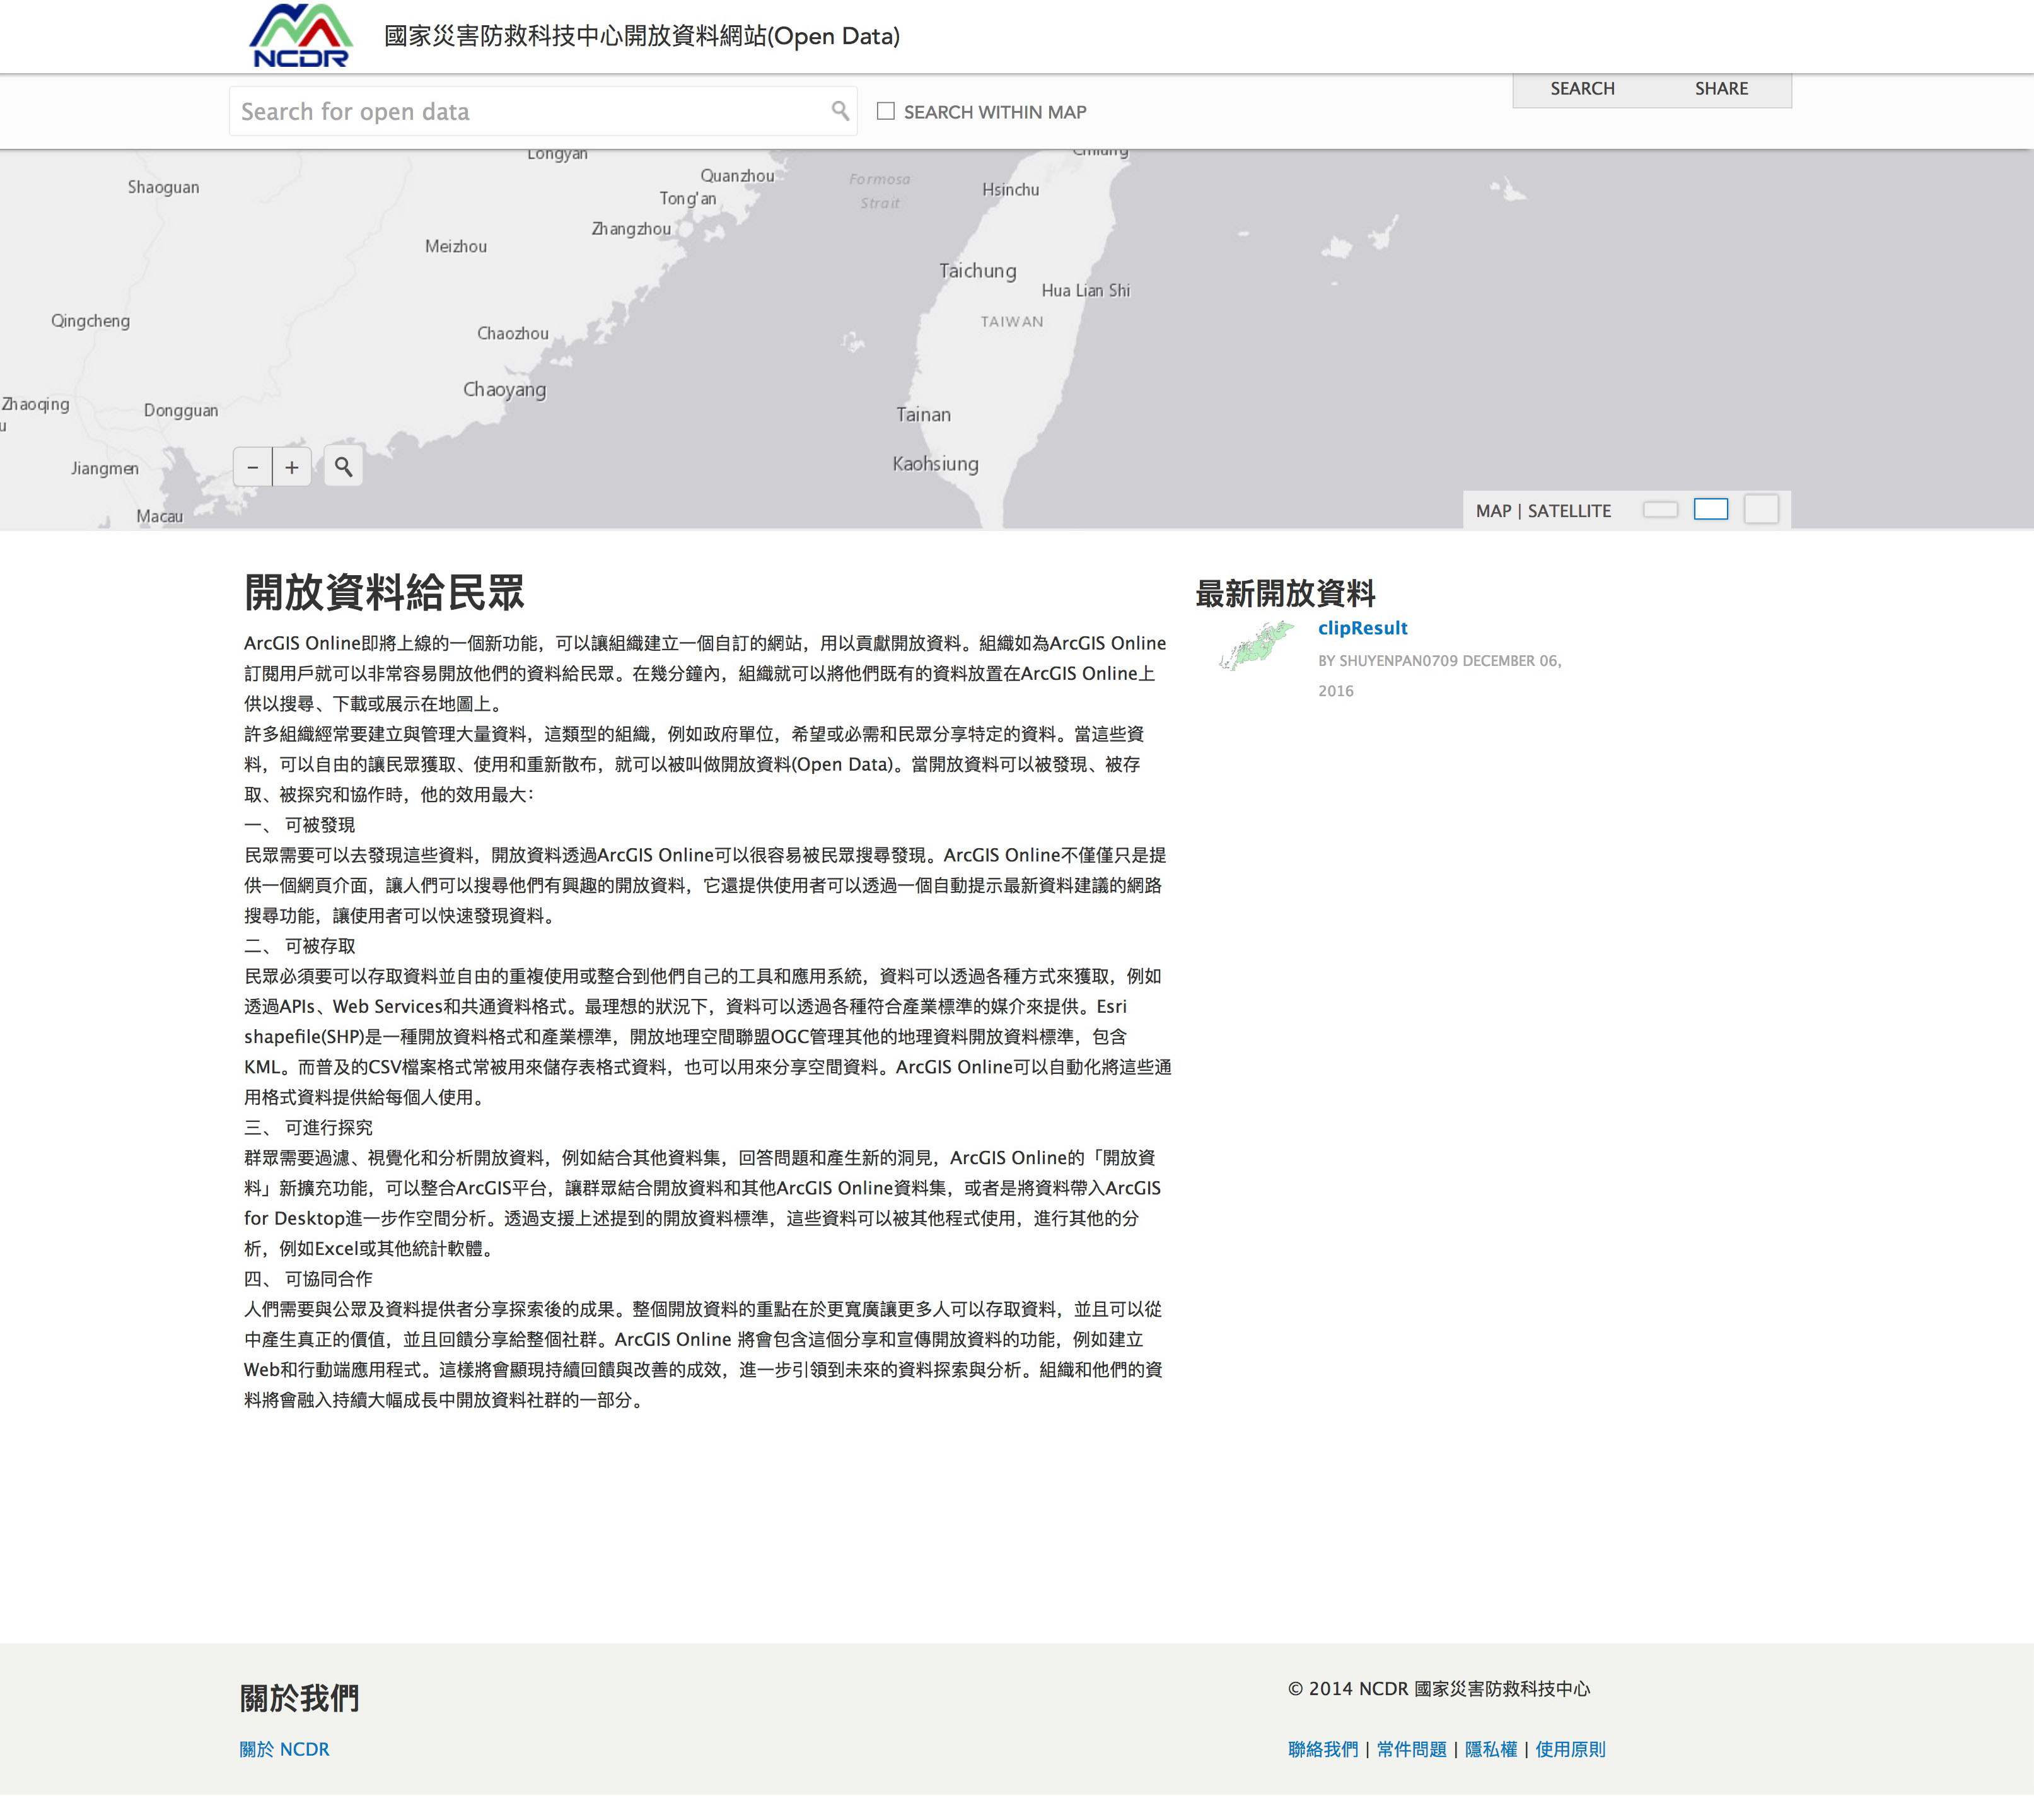 NCDR
國家災害防救科技中心開放資料網站(Open Data)
SEARCH
SHARE
Search for open data
SEARCH WITHIN MAP
Longyan
Shaoguan
Quanzhou
Formosa
Strait
Hsinchu
Tong'an
Zhangzhou
Meizhou
Taichung
Hua Lian Shi
Qingcheng
TAIWAN
Chaozhou
Chaoyang
Zhaoqing
Dongguan
Tainan
u
Jiangmen
Kaohsiung
Macau
− +
MAP | SATELLITE
開放資料給民眾
ArcGIS Online即將上線的一個新功能，可以讓組織建立一個自訂的網站，用以貢獻開放資料。組織如為ArcGIS Online
訂閱用戶就可以非常容易開放他們的資料給民眾。在幾分鐘內，組織就可以將他們既有的資料放置在ArcGIS Online上
供以搜尋、下載或展示在地圖上。
許多組織經常要建立與管理大量資料，這類型的組織，例如政府單位，希望或必需和民眾分享特定的資料。當這些資
料，可以自由的讓民眾獲取、使用和重新散布，就可以被叫做開放資料(Open Data)。當開放資料可以被發現、被存
取、被探究和協作時，他的效用最大：
一、 可被發現
民眾需要可以去發現這些資料，開放資料透過ArcGIS Online可以很容易被民眾搜尋發現。ArcGIS Online不僅僅只是提
供一個網頁介面，讓人們可以搜尋他們有興趣的開放資料，它還提供使用者可以透過一個自動提示最新資料建議的網路
搜尋功能，讓使用者可以快速發現資料。
二、 可被存取
民眾必須要可以存取資料並自由的重複使用或整合到他們自己的工具和應用系統，資料可以透過各種方式來獲取，例如
透過APIs、Web Services和共通資料格式。最理想的狀況下，資料可以透過各種符合產業標準的媒介來提供。Esri
shapefile(SHP)是一種開放資料格式和產業標準，開放地理空間聯盟OGC管理其他的地理資料開放資料標準，包含
KML。而普及的CSV檔案格式常被用來儲存表格式資料，也可以用來分享空間資料。ArcGIS Online可以自動化將這些通
用格式資料提供給每個人使用。
三、 可進行探究
群眾需要過濾、視覺化和分析開放資料，例如結合其他資料集，回答問題和產生新的洞見，ArcGIS Online的「開放資
料」新擴充功能，可以整合ArcGIS平台，讓群眾結合開放資料和其他ArcGIS Online資料集，或者是將資料帶入ArcGIS
for Desktop進一步作空間分析。透過支援上述提到的開放資料標準，這些資料可以被其他程式使用，進行其他的分
析，例如Excel或其他統計軟體。
四、 可協同合作
人們需要與公眾及資料提供者分享探索後的成果。整個開放資料的重點在於更寬廣讓更多人可以存取資料，並且可以從
中產生真正的價值，並且回饋分享給整個社群。ArcGIS Online 將會包含這個分享和宣傳開放資料的功能，例如建立
Web和行動端應用程式。這樣將會顯現持續回饋與改善的成效，進一步引領到未來的資料探索與分析。組織和他們的資
料將會融入持續大幅成長中開放資料社群的一部分。
最新開放資料
clipResult
BY SHUYENPAN0709 DECEMBER 06,
2016
關於我們
關於 NCDR
© 2014 NCDR 國家災害防救科技中心
聯絡我們 | 常件問題 | 隱私權 | 使用原則